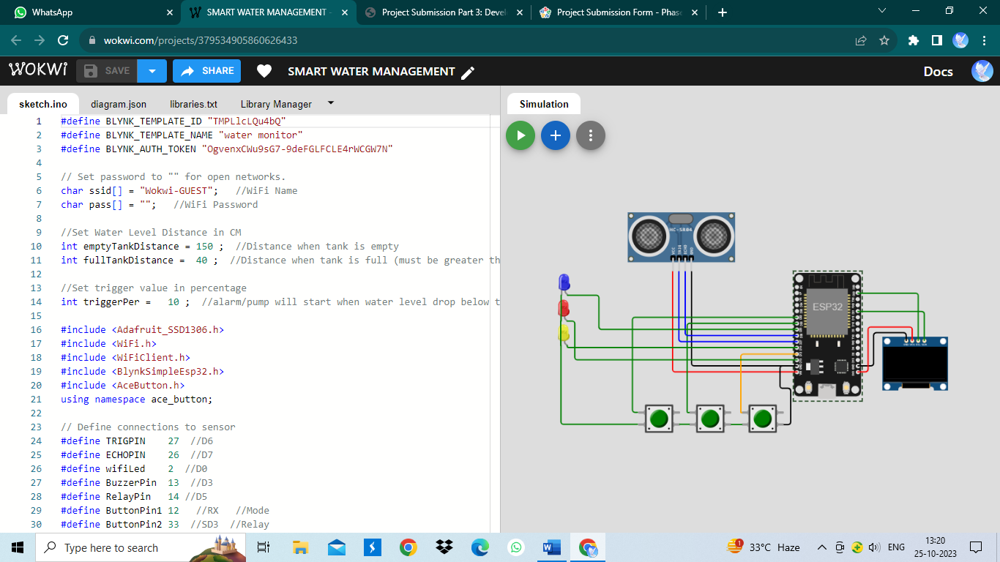 WhatsApp
SMART WATER MANAGEMENT -
Project Submission Part 3: Devel
Project Submission Form - Phase
wokwi.com/projects/379534905860626433
WOKWI
SAVE
SHARE
SMART WATER MANAGEMENT
Docs
sketch.ino
diagram.json
libraries.txt
Library Manager
Simulation
1 #define BLYNK_TEMPLATE_ID "TMPLlcLQu4bQ"
2 #define BLYNK_TEMPLATE_NAME "water monitor"
3 #define BLYNK_AUTH_TOKEN "OgvenxCWu9sG7-9deFGLFCLE4rWCGW7N"
4
5 // Set password to "" for open networks.
6 char ssid[] = "Wokwi-GUEST"; //WiFi Name
7 char pass[] = ""; //WiFi Password
8
9 //Set Water Level Distance in CM
10 int emptyTankDistance = 150 ; //Distance when tank is empty
11 int fullTankDistance = 40 ; //Distance when tank is full (must be greater th
12
13 //Set trigger value in percentage
14 int triggerPer = 10 ; //alarm/pump will start when water level drop below t
15
16 #include <Adafruit_SSD1306.h>
17 #include <WiFi.h>
18 #include <WiFiClient.h>
19 #include <BlynkSimpleEsp32.h>
20 #include <AceButton.h>
21 using namespace ace_button;
22
23 // Define connections to sensor
24 #define TRIGPIN 27 //D6
25 #define ECHOPIN 26 //D7
26 #define wifiLed 2 //D0
27 #define BuzzerPin 13 //D3
28 #define RelayPin 14 //D5
29 #define ButtonPin1 12 //RX //Mode
30 #define ButtonPin2 33 //SD3 //Relay
HC-SR04
VCC
TRIG
ECHO
GND
ESP32
Type here to search
1
33°C Haze
ENG
13:20
25-10-2023